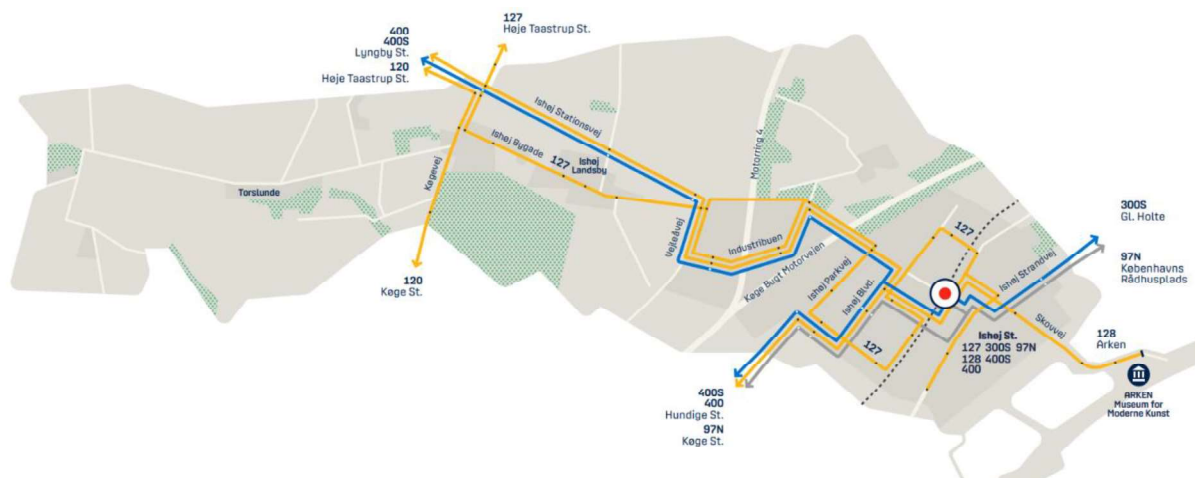 127
Høje Taastrup St.
400
400S
Lyngby St.
120
Høje Taastrup St.
Ishøj Stationsvej
Ishøj Bygade
127
Ishøj
Landsby
Motorring 4
Køgevej
Torslunde
Vejleåvej
Industribuen
Køge Bugt Motorvejen
127
300S
Gl. Holte
97N
Københavns
Rådhusplads
Ishøj Strandvej
Ishøj Parkvej
Ishøj Blvd.
120
Køge St.
Skovvej
Ishøj St.
127 300S 97N
128 400S
400
127
128
Arken
400S
400
Hundige St.
97N
Køge St.
ARKEN
Museum for
Moderne Kunst